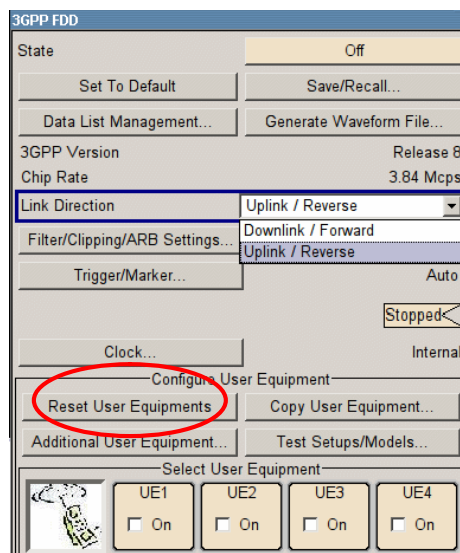 3GPP FDD
State Off
Set To Default Save/Recall...
Data List Management... Generate Waveform File...
3GPP Version Release 8
Chip Rate 3.84 Mcps
Link Direction Uplink / Reverse
Downlink / Forward
Filter/Clipping/ARB Settings...
Uplink / Reverse
Trigger/Marker... Auto
Stopped
Clock... Internal
Configure User Equipment
Reset User Equipments Copy User Equipment...
Additional User Equipment... Test Setups/Models...
Select User Equipment
UE1 UE2 UE3 UE4
On On On On